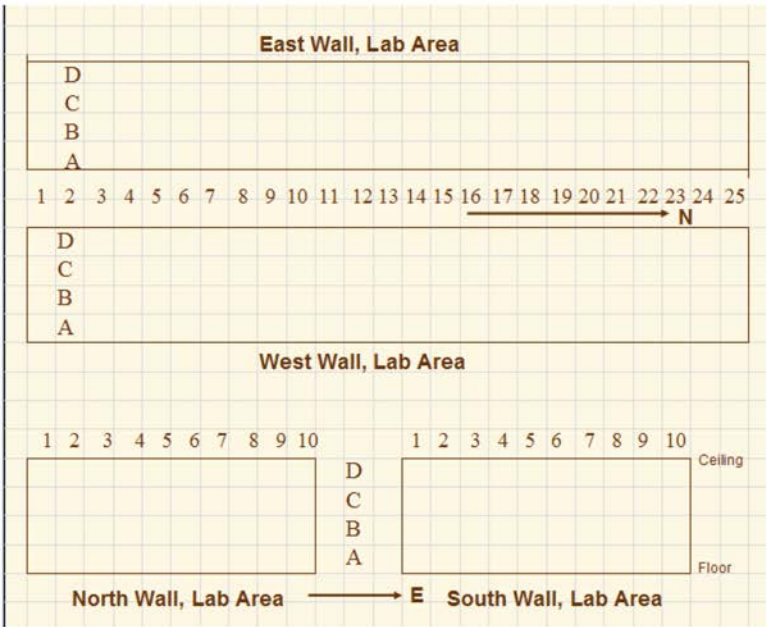 East Wall, Lab Area
D
C
B
A
1 2 3 4 5 6 7 8 9 10 11 12 13 14 15 16 17 18 19 20 21 22 23 24 25
N
D
C
B
A
West Wall, Lab Area
1 2 3 4 5 6 7 8 9 10
1 2 3 4 5 6 7 8 9 10
Ceiling
D
C
B
A
Floor
North Wall, Lab Area
E
South Wall, Lab Area